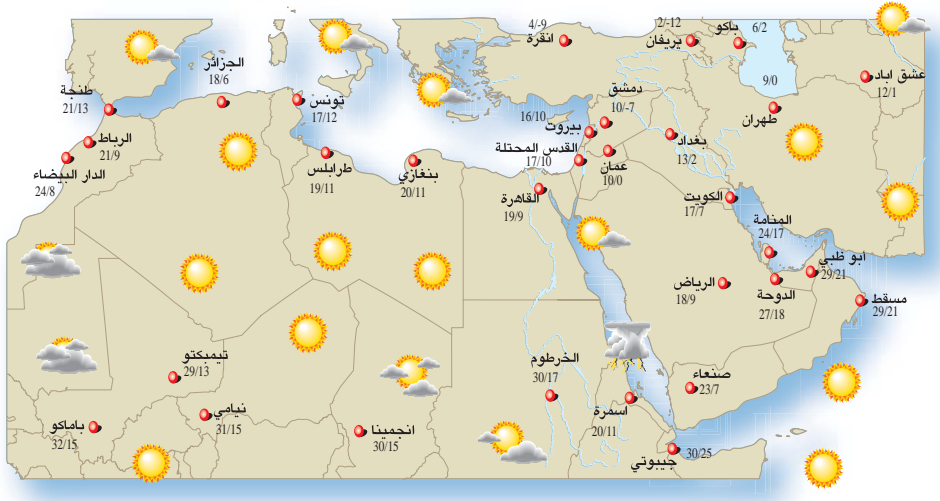 4/-9
انقرة
2/-12
يريفان
باكو
6/2
عشق اباد
12/1
9/0
طهران
الجزائر
18/6
طنجة
21/13
تونس
17/12
دمشق
10/-7
16/10
بيروت
القدس المحتلة
17/10
عمان
10/0
بغداد
13/2
الرباط
21/9
الدار البيضاء
24/8
طرابلس
19/11
بنغازي
20/11
القاهرة
19/9
الكويت
17/7
المنامة
24/17
أبو ظبي
29/21
الدوحة
27/18
الرياض
18/9
مسقط
29/21
تيمبكتو
29/13
الخرطوم
30/17
صنعاء
23/7
اسمرة
20/11
باماكو
32/15
نيامي
31/15
انجمينا
30/15
جيبوتي
30/25